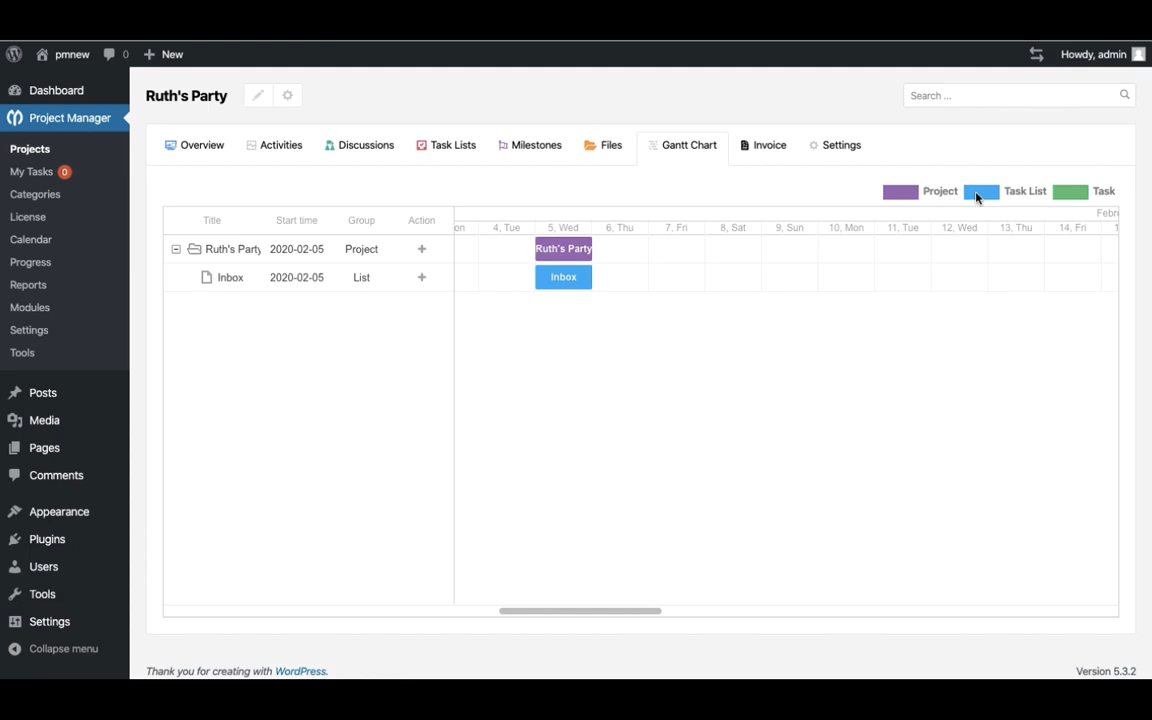 pmnew 0 New Howdy, admin
Dashboard
Project Manager
Projects
My Tasks 0
Categories
License
Calendar
Progress
Reports
Modules
Settings
Tools
Posts
Media
Pages
Comments
Appearance
Plugins
Users
Tools
Settings
Collapse menu
Ruth's Party
Search ...
Overview Activities Discussions Task Lists Milestones Files Gantt Chart Invoice Settings
Project Task List Task
Title Start time Group Action
Febru
on 4, Tue 5, Wed 6, Thu 7, Fri 8, Sat 9, Sun 10, Mon 11, Tue 12, Wed 13, Thu 14, Fri 1
Ruth's Party 2020-02-05 Project + Ruth's Party
Inbox 2020-02-05 List + Inbox
Thank you for creating with WordPress. Version 5.3.2